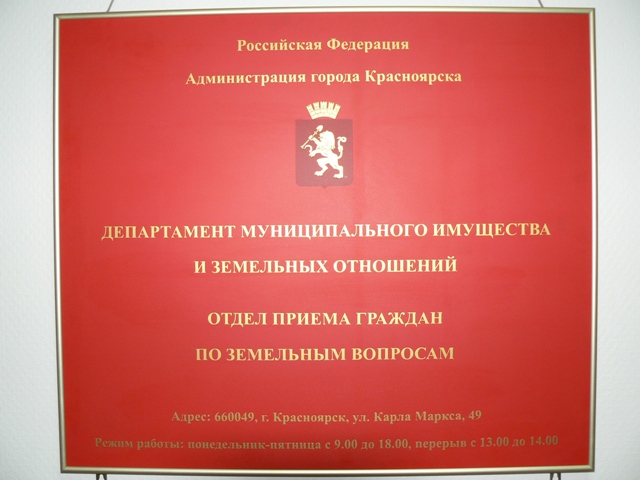 Российская Федерация
Администрация города Красноярска
ДЕПАРТАМЕНТ МУНИЦИПАЛЬНОГО ИМУЩЕСТВА
И ЗЕМЕЛЬНЫХ ОТНОШЕНИЙ
ОТДЕЛ ПРИЕМА ГРАЖДАН
ПО ЗЕМЕЛЬНЫМ ВОПРОСАМ
Адрес: 660049, г. Красноярск, ул. Карла Маркса, 49
Режим работы: понедельник-пятница с 9.00 до 18.00, перерыв с 13.00 до 14.00